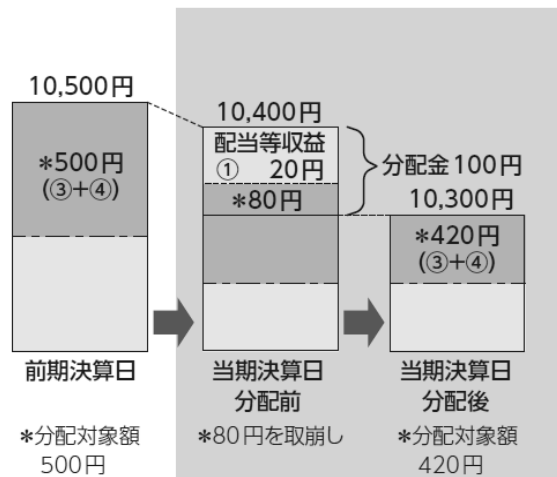 10,500円
*500円
(③+④)
前期決算日
*分配対象額
500円
10,400円
配当等収益
① 20円
*80円
分配金100円
当期決算日
分配前
*80円を取崩し
10,300円
*420円
(③+④)
当期決算日
分配後
*分配対象額
420円